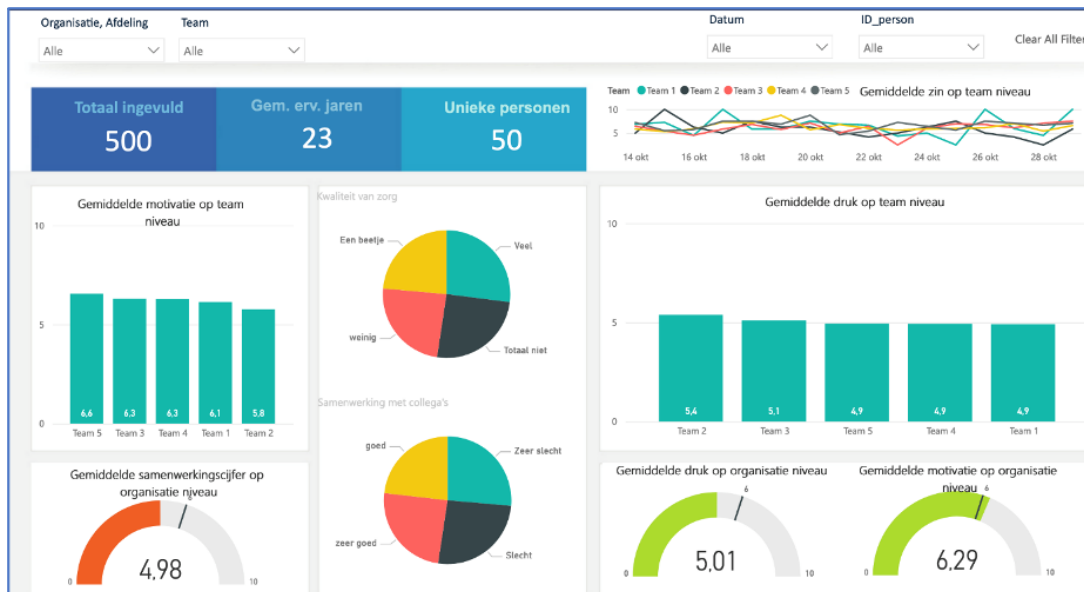 Organisatie, Afdeling
Team
Datum
ID_person
Alle
Alle
Alle
Alle
Clear All Filter
Totaal ingevuld
500
Gem. erv. jaren
23
Unieke personen
50
Team Team 1 Team 2 Team 3 Team 4 Team 5
Gemiddelde zin op team niveau
10
5
14 okt 16 okt 18 okt 20 okt 22 okt 24 okt 26 okt 28 okt
Gemiddelde motivatie op team
niveau
10
5
0
6,6 6,3 6,3 6,1 5,8
Team 5 Team 3 Team 4 Team 1 Team 2
Kwaliteit van zorg
Een beetje
Veel
weinig
Totaal niet
Samenwerking met collega's
goed
Zeer slecht
zeer goed
Slecht
Gemiddelde druk op team niveau
10
5
0
5,4 5,1 4,9 4,9 4,9
Team 2 Team 3 Team 5 Team 4 Team 1
Gemiddelde samenwerkingscijfer op
organisatie niveau
6
4,98
0 10
Gemiddelde druk op organisatie niveau
6
5,01
0 10
Gemiddelde motivatie op organisatie
niveau
6
6,29
0 10